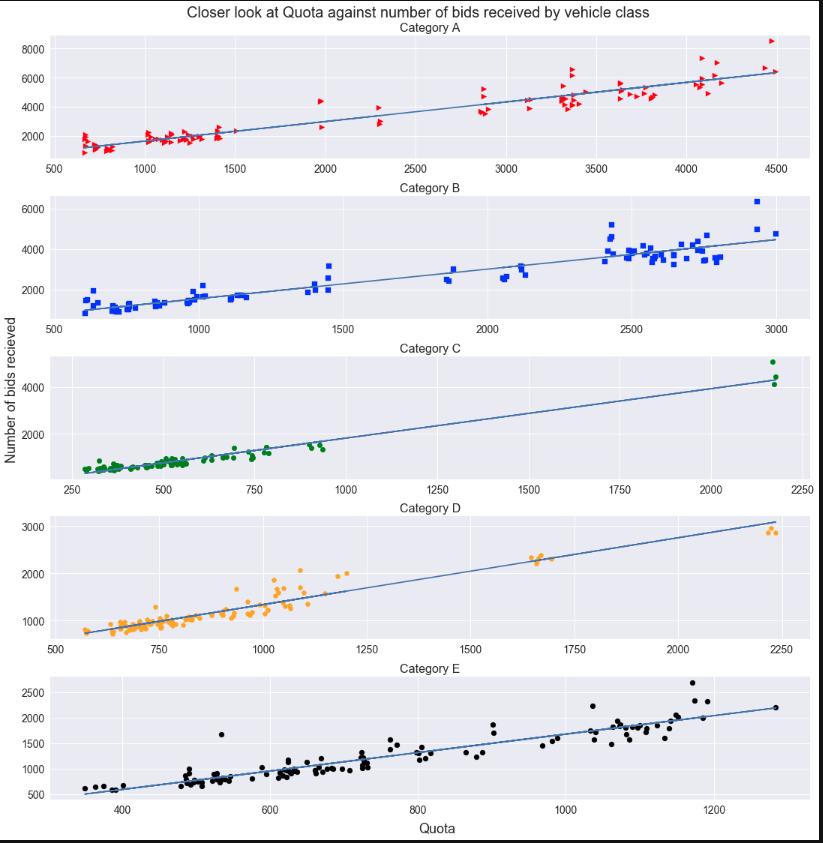 Closer look at Quota against number of bids received by vehicle class
Category A
8000
6000
4000
2000
500 1000 1500 2000 2500 3000 3500 4000 4500
Category B
6000
4000
2000
500 1000 1500 2000 2500 3000
Number of bids recieved
Category C
4000
2000
250 500 750 1000 1250 1500 1750 2000 2250
Category D
3000
2000
1000
500 750 1000 1250 1500 1750 2000 2250
Category E
2500
2000
1500
1000
500
400 600 800 1000 1200
Quota